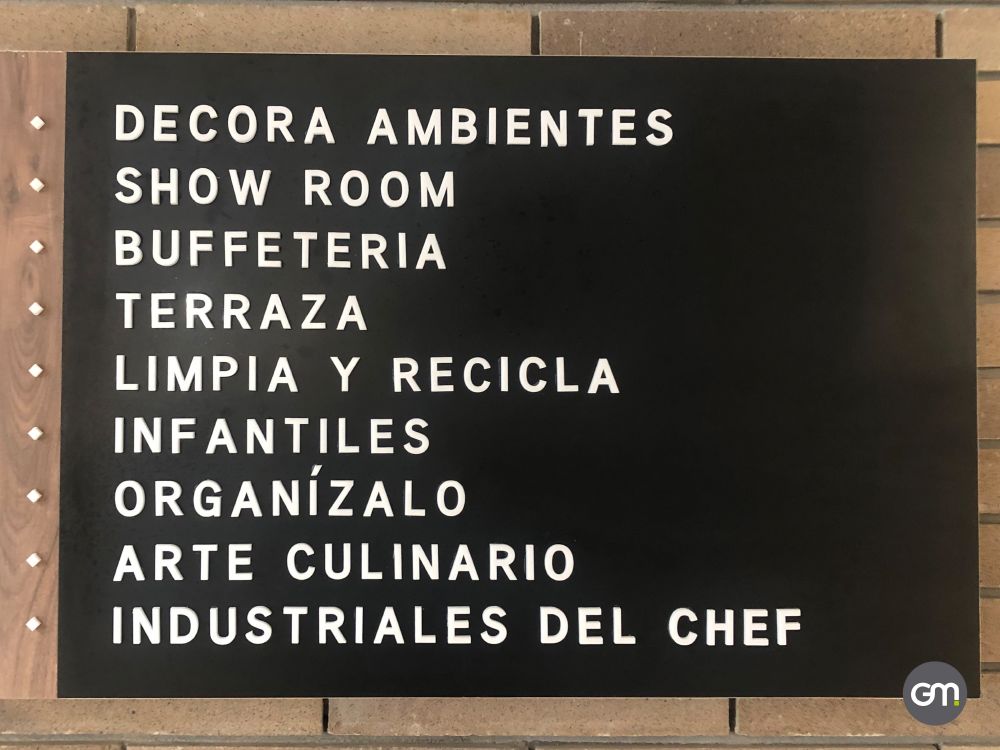 DECORA AMBIENTES
SHOW ROOM
BUFFETERIA
TERRAZA
LIMPIA Y RECICLA
INFANTILES
ORGANÍZALO
ARTE CULINARIO
INDUSTRIALES DEL CHEF
GM.